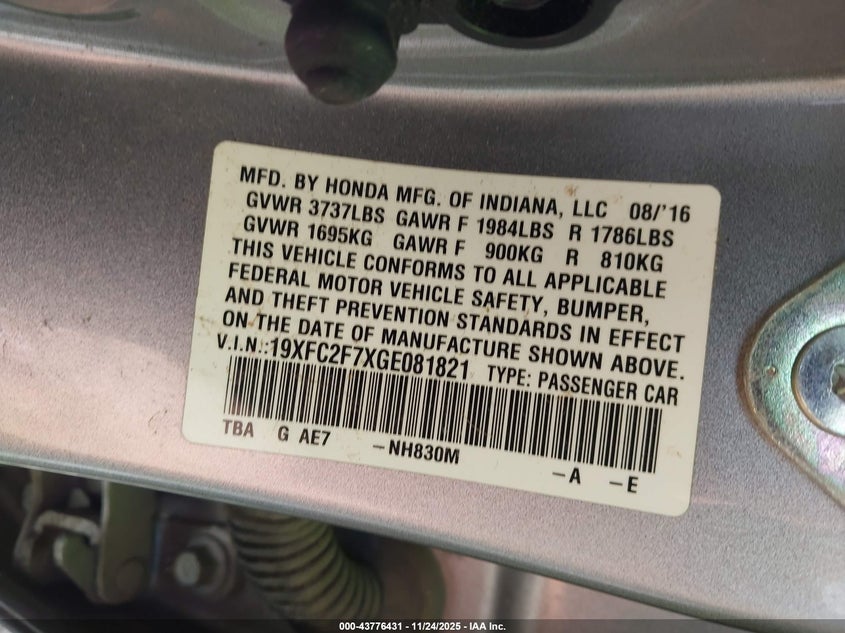 MFD. BY HONDA MFG. OF INDIANA, LLC 08/'16
GVWR 3737LBS GAWR F 1984LBS R 1786LBS
GVWR 1695KG GAWR F 900KG R 810KG
THIS VEHICLE CONFORMS TO ALL APPLICABLE
FEDERAL MOTOR VEHICLE SAFETY, BUMPER,
AND THEFT PREVENTION STANDARDS IN EFFECT
ON THE DATE OF MANUFACTURE SHOWN ABOVE.
V.I.N.:19XFC2F7XGE081821 TYPE: PASSENGER CAR
TBA G AE7 -NH830M -A -E
000-43776431 - 11/24/2025 - IAA Inc.